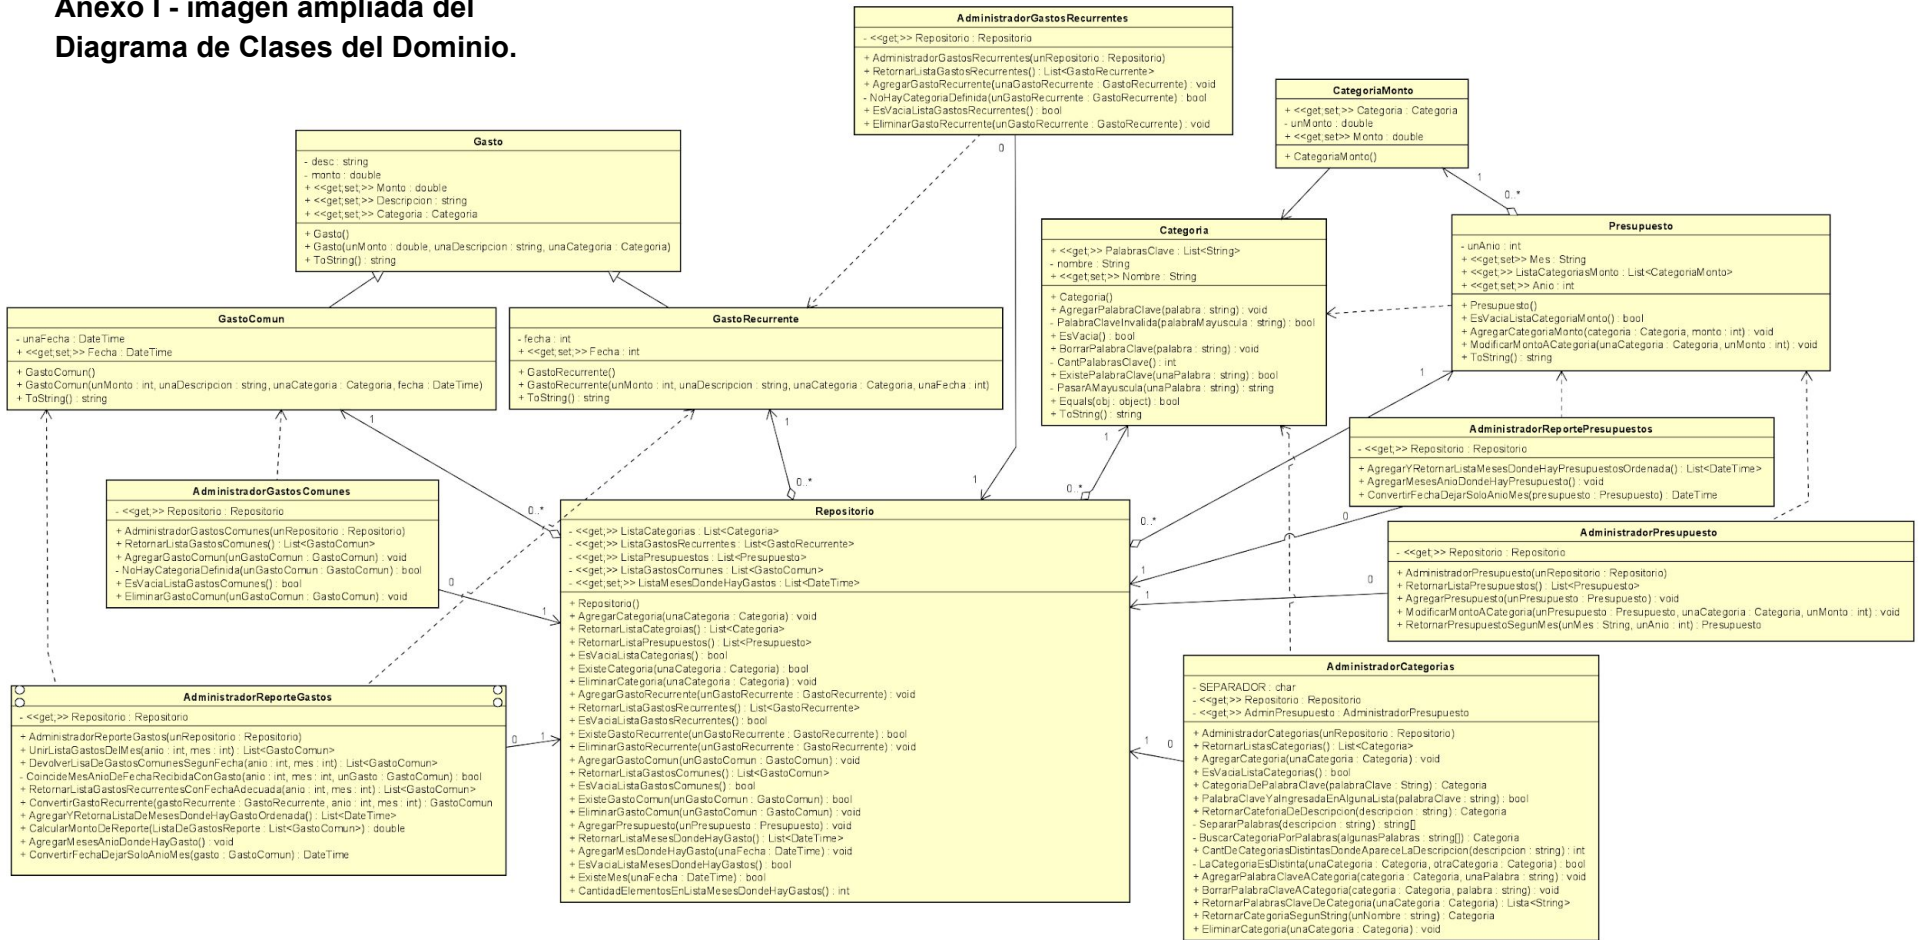 Anexo I - imagen ampliada del
Diagrama de Clases del Dominio.
AdministradorGastosRecurrentes
- <<get;>> Repositorio : Repositorio
+ AdministradorGastosRecurrentes(unRepositorio : Repositorio)
+ RetornarListaGastosRecurrentes() : List<GastoRecurrente>
+ AgregarGastoRecurrente(unaGastoRecurrente : GastoRecurrente) : void
- NoHayCategoriaDefinida(unGastoRecurrente : GastoRecurrente) : bool
+ EsVaciaListaGastosRecurrentes() : bool
+ EliminarGastoRecurrente(unGastoRecurrente : GastoRecurrente) : void
0
CategoriaMonto
+ <<get;set;>> Categoria : Categoria
- unMonto : double
+ <<get;set>> Monto : double
+ CategoriaMonto()
1
0..*
Gasto
- desc : string
- monto : double
+ <<get;set;>> Monto : double
+ <<get;set;>> Descripcion : string
+ <<get;set;>> Categoria : Categoria
+ Gasto()
+ Gasto(unMonto : double, unaDescripcion : string, unaCategoria : Categoria)
+ ToString() : string
Categoria
+ <<get;>> PalabrasClave : List<String>
- nombre : String
+ <<get;set;>> Nombre : String
+ Categoria()
+ AgregarPalabraClave(palabra : string) : void
- PalabraClaveInvalida(palabraMayuscula : string) : bool
+ EsVacia() : bool
+ BorrarPalabraClave(palabra : string) : void
- CantPalabrasClave() : int
+ ExistePalabraClave(unaPalabra : string) : bool
- PasarAMayuscula(unaPalabra : string) : string
+ Equals(obj : object) : bool
+ ToString() : string
Presupuesto
- unAnio : int
+ <<get;set>> Mes : String
+ <<get;>> ListaCategoriasMonto : List<CategoriaMonto>
+ <<get;set;>> Anio : int
+ Presupuesto()
+ EsVaciaListaCategoriaMonto() : bool
+ AgregarCategoriaMonto(categoria : Categoria, monto : int) : void
+ ModificarMontoACategoria(unaCategoria : Categoria, unMonto : int) : void
+ ToString() : string
GastoComun
- unaFecha : DateTime
+ <<get;set;>> Fecha : DateTime
+ GastoComun()
+ GastoComun(unMonto : int, unaDescripcion : string, unaCategoria : Categoria, fecha : DateTime)
+ ToString() : string
GastoRecurrente
- fecha : int
+ <<get;set;>> Fecha : int
+ GastoRecurrente()
+ GastoRecurrente(unMonto : int, unaDescripcion : string, unaCategoria : Categoria, unaFecha : int)
+ ToString() : string
1
1
1
1
AdministradorReportePresupuestos
- <<get;>> Repositorio : Repositorio
+ AgregarYRetornarListaMesesDondeHayPresupuestosOrdenada() : List<DateTime>
+ AgregarMesesAnioDondeHayPresupuesto() : void
+ ConvertirFechaDejarSoloAnioMes(presupuesto : Presupuesto) : DateTime
AdministradorGastosComunes
- <<get;>> Repositorio : Repositorio
+ AdministradorGastosComunes(unRepositorio : Repositorio)
+ RetornarListaGastosComunes() : List<GastoComun>
+ AgregarGastoComun(unGastoComun : GastoComun) : void
- NoHayCategoriaDefinida(unGastoComun : GastoComun) : bool
+ EsVaciaListaGastosComunes() : bool
+ EliminarGastoComun(unGastoComun : GastoComun) : void
0..*
0..*
1
0..*
0..*
0
0
1
1
0
1
Repositorio
- <<get;>> ListaCategorias : List<Categoria>
- <<get;>> ListaGastosRecurrentes : List<GastoRecurrente>
- <<get;>> ListaPresupuestos : List<Presupuesto>
- <<get;>> ListaGastosComunes : List<GastoComun>
- <<get;set;>> ListaMesesDondeHayGastos : List<DateTime>
+ Repositorio()
+ AgregarCategoria(unaCategoria : Categoria) : void
+ RetornarListaCategroias() : List<Categoria>
+ RetornarListaPresupuestos() : List<Presupuesto>
+ EsVaciaListaCategorias() : bool
+ ExisteCategoria(unaCategoria : Categoria) : bool
+ EliminarCategoria(unaCategoria : Categoria) : void
+ AgregarGastoRecurrente(unGastoRecurrente : GastoRecurrente) : void
+ RetornarListaGastosRecurrentes() : List<GastoRecurrente>
+ EsVaciaListaGastosRecurrentes() : bool
+ ExisteGastoRecurrente(unGastoRecurrente : GastoRecurrente) : bool
+ EliminarGastoRecurrente(unGastoRecurrente : GastoRecurrente) : void
+ AgregarGastoComun(unGastoComun : GastoComun) : void
+ RetornarListaGastosComunes() : List<GastoComun>
+ EsVaciaListaGastosComunes() : bool
+ ExisteGastoComun(unGastoComun : GastoComun) : bool
+ EliminarGastoComun(unGastoComun : GastoComun) : void
+ AgregarPresupuesto(unPresupuesto : Presupuesto) : void
+ RetornarListaMesesDondeHayGasto() : List<DateTime>
+ AgregarMesDondeHayGasto(unaFecha : DateTime) : void
+ EsVaciaListaMesesDondeHayGastos() : bool
+ ExisteMes(unaFecha : DateTime) : bool
+ CantidadElementosEnListaMesesDondeHayGastos() : int
AdministradorPresupuesto
- <<get;>> Repositorio : Repositorio
+ AdministradorPresupuesto(unRepositorio : Repositorio)
+ RetornarListaPresupuestos() : List<Presupuesto>
+ AgregarPresupuesto(unPresupuesto : Presupuesto) : void
+ ModificarMontoACategoria(unPresupuesto : Presupuesto, unaCategoria : Categoria, unMonto : int) : void
+ RetornarPresupuestoSegunMes(unMes : String, unAnio : int) : Presupuesto
AdministradorReporteGastos
- <<get;>> Repositorio : Repositorio
+ AdministradorReporteGastos(unRepositorio : Repositorio)
+ UnirListaGastosDelMes(anio : int, mes : int) : List<GastoComun>
+ DevolverLisaDeGastosComunesSegunFecha(anio : int, mes : int) : List<GastoComun>
- CoincideMesAnioDeFechaRecibidaConGasto(anio : int, mes : int, unGasto : GastoComun) : bool
+ RetornarListaGastosRecurrentesConFechaAdecuada(anio : int, mes : int) : List<GastoComun>
+ ConvertirGastoRecurrente(gastoRecurrente : GastoRecurrente, anio : int, mes : int) : GastoComun
+ AgregarYRetornaListaDeMesesDondeHayGastoOrdenada() : List<DateTime>
+ CalcularMontoDeReporte(ListaDeGastosReporte : List<GastoComun>) : double
+ AgregarMesesAnioDondeHayGasto() : void
+ ConvertirFechaDejarSoloAnioMes(gasto : GastoComun) : DateTime
0
1
1
0
AdministradorCategorias
- SEPARADOR : char
- <<get;>> Repositorio : Repositorio
- <<get;>> AdminPresupuesto : AdministradorPresupuesto
+ AdministradorCategorias(unRepositorio : Repositorio)
+ RetornarListasCategorias() : List<Categoria>
+ AgregarCategoria(unaCategoria : Categoria) : void
+ EsVaciaListaCategorias() : bool
+ CategoriaDePalabraClave(palabraClave : String) : Categoria
+ PalabraClaveYaIngresadaEnAlgunaLista(palabraClave : string) : bool
+ RetornarCateforiaDeDescripcion(descripcion : string) : Categoria
- SepararPalabras(descripcion : string) : string[]
- BuscarCategoriaPorPalabras(algunasPalabras : string[]) : Categoria
+ CantDeCategoriasDistintasDondeApareceLaDescripcion(descripcion : string) : int
- LaCategoriaEsDistinta(unaCategoria : Categoria, otraCategoria : Categoria) : bool
+ AgregarPalabraClaveACategoria(categoria : Categoria, unaPalabra : string) : void
+ BorrarPalabraClaveACategoria(categoria : Categoria, palabra : string) : void
+ RetornarPalabrasClaveDeCategoria(unaCategoria : Categoria) : Lista<String>
+ RetornarCategoriaSegunString(unNombre : string) : Categoria
+ EliminarCategoria(unaCategoria : Categoria) : void